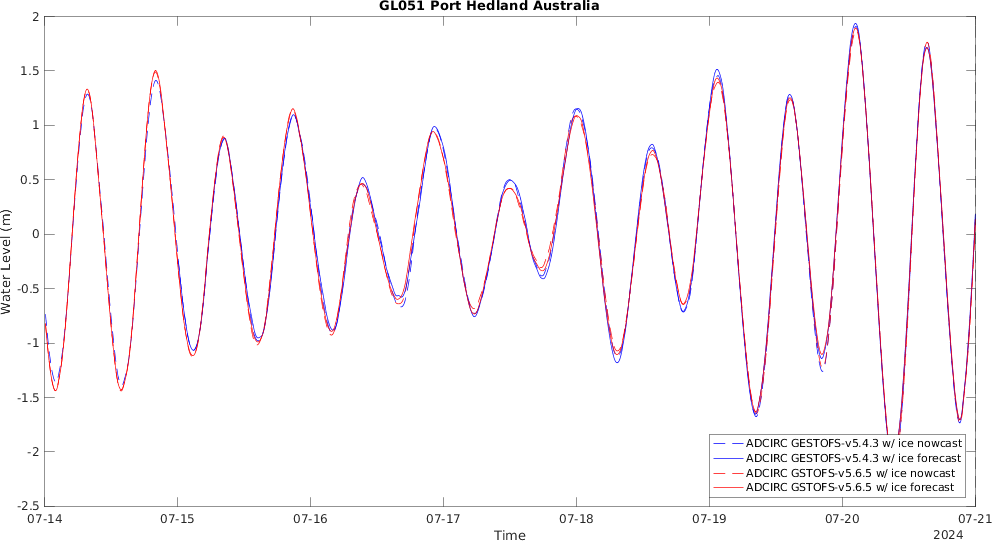 GL051 Port Hedland Australia
Water Level (m)
2
1.5
1
0.5
0
-0.5
-1
-1.5
-2
-2.5
ADCIRC GESTOFS-v5.4.3 w/ ice nowcast
ADCIRC GESTOFS-v5.4.3 w/ ice forecast
ADCIRC GSTOFS-v5.6.5 w/ ice nowcast
ADCIRC GSTOFS-v5.6.5 w/ ice forecast
07-14 07-15 07-16 07-17 07-18 07-19 07-20 07-21
Time
2024